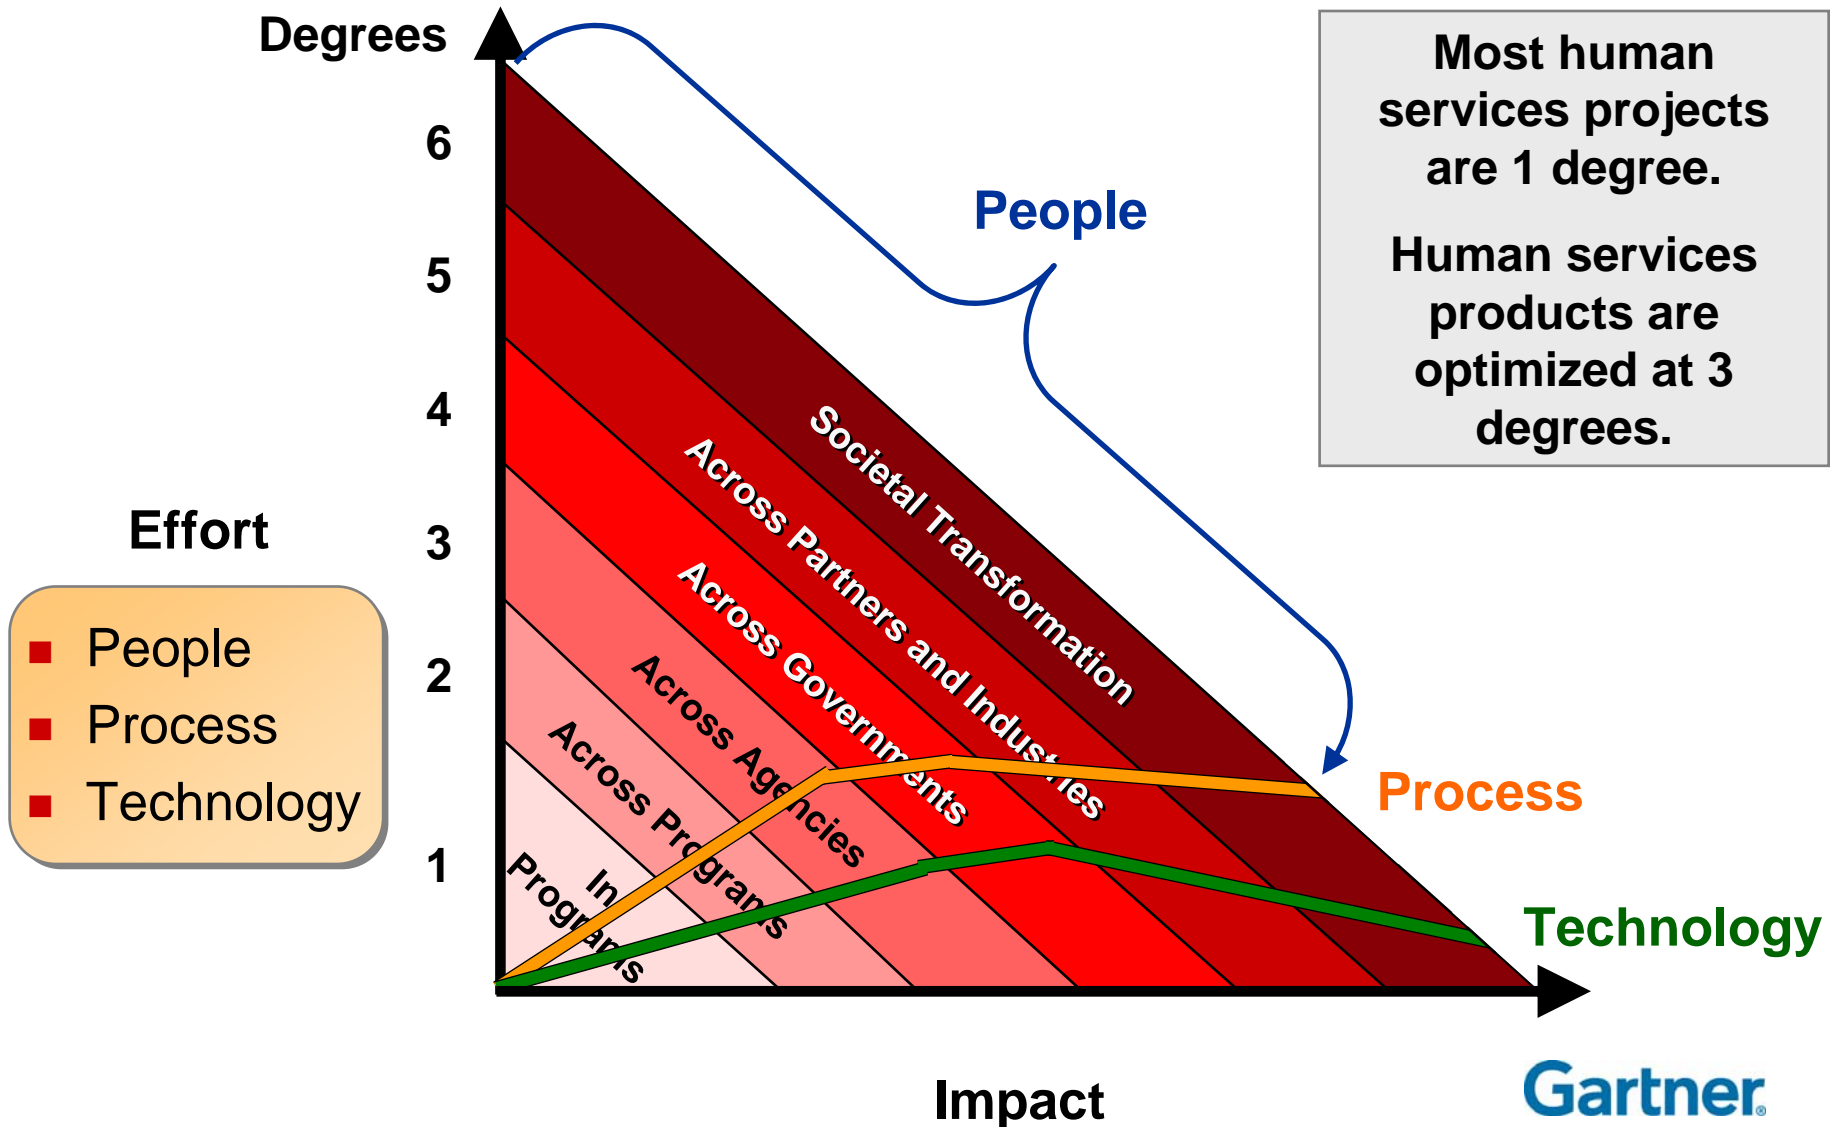 Degrees
Most human
services projects
are 1 degree.
Human services
products are
optimized at 3
degrees.
6
5
4
3
2
1
People
Effort
People
Process
Technology
Societal Transformation
Across Partners and Industries
Across Governments
Across Agencies
Across Programs
In
Programs
Process
Technology
Impact
Gartner®